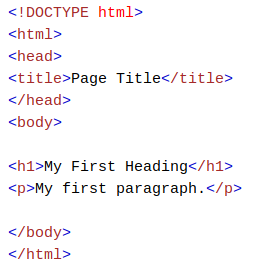 <!DOCTYPE html>
<html>
<head>
<title>Page Title</title>
</head>
<body>

<h1>My First Heading</h1>
<p>My first paragraph.</p>

</body>
</html>